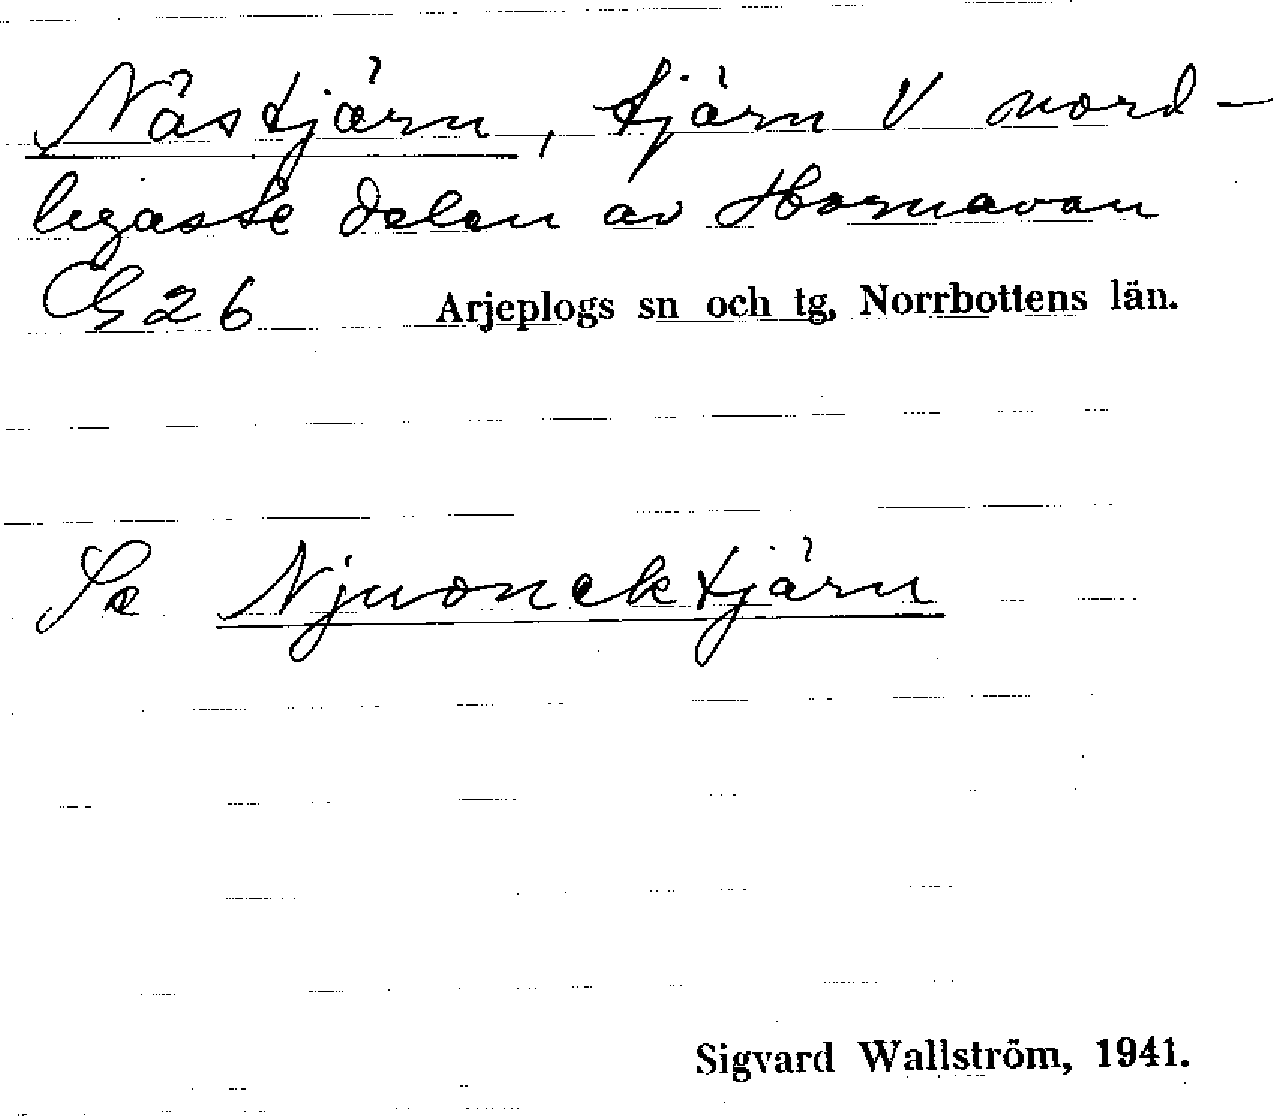 Nästjärn, tjärn V nord-
ligaste delen av Hornavan
G 26 Arjeplogs sn och tg, Norrbottens län.
Se Njuonektjärn
Sigvard Wallström, 1941.